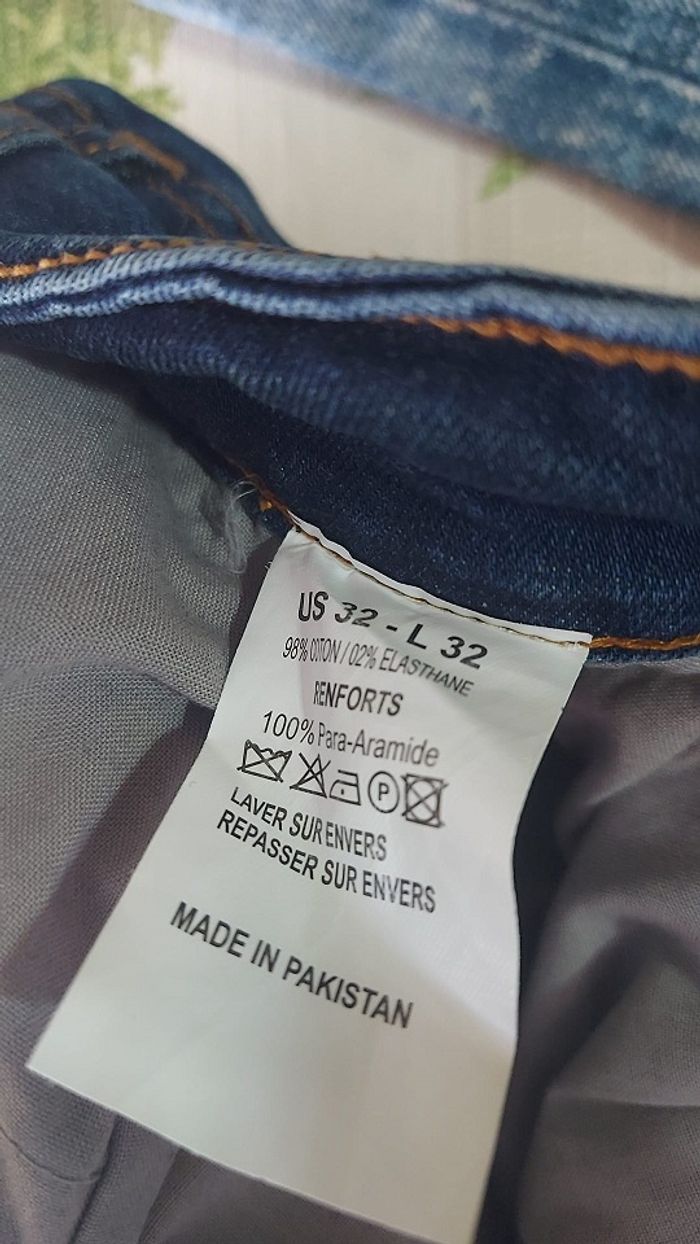 US 32 - L 32
98% COTON / 02% ELASTHANE
RENFORTS
100% Para-Aramide
P
LAVER SUR ENVERS
REPASSER SUR ENVERS
MADE IN PAKISTAN